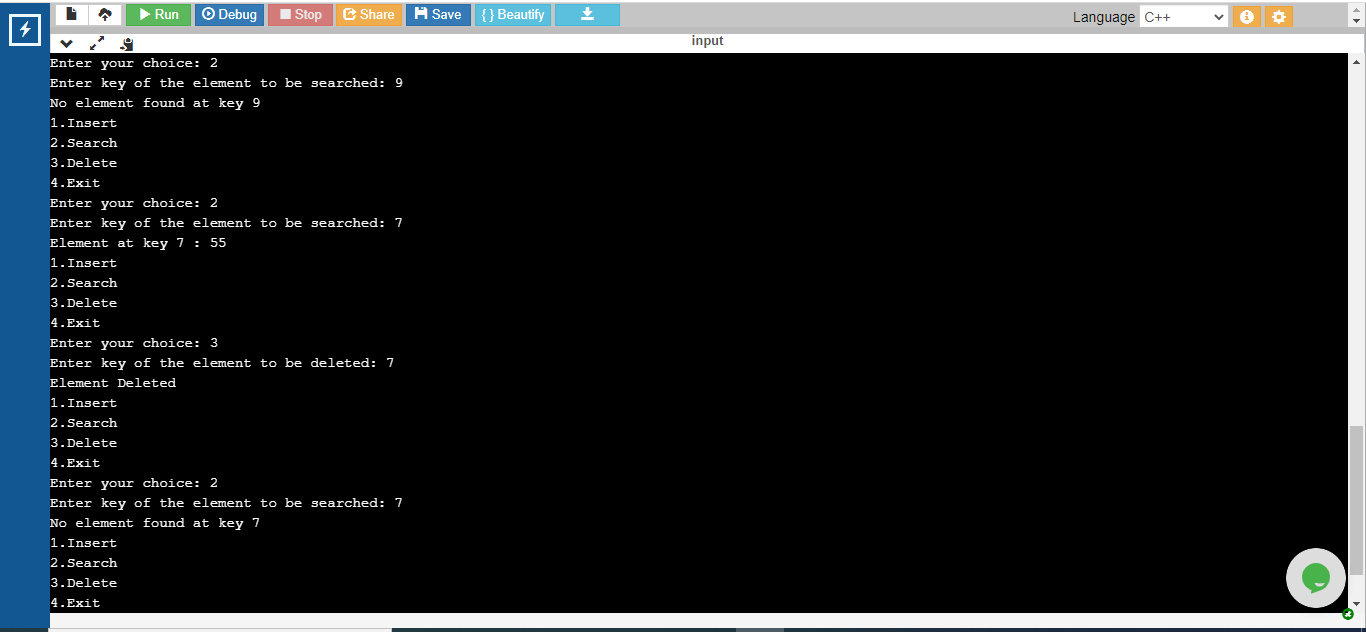 Run Debug Stop Share Save { } Beautify Language C++
input
Enter your choice: 2
Enter key of the element to be searched: 9
No element found at key 9
1.Insert
2.Search
3.Delete
4.Exit
Enter your choice: 2
Enter key of the element to be searched: 7
Element at key 7 : 55
1.Insert
2.Search
3.Delete
4.Exit
Enter your choice: 3
Enter key of the element to be deleted: 7
Element Deleted
1.Insert
2.Search
3.Delete
4.Exit
Enter your choice: 2
Enter key of the element to be searched: 7
No element found at key 7
1.Insert
2.Search
3.Delete
4.Exit